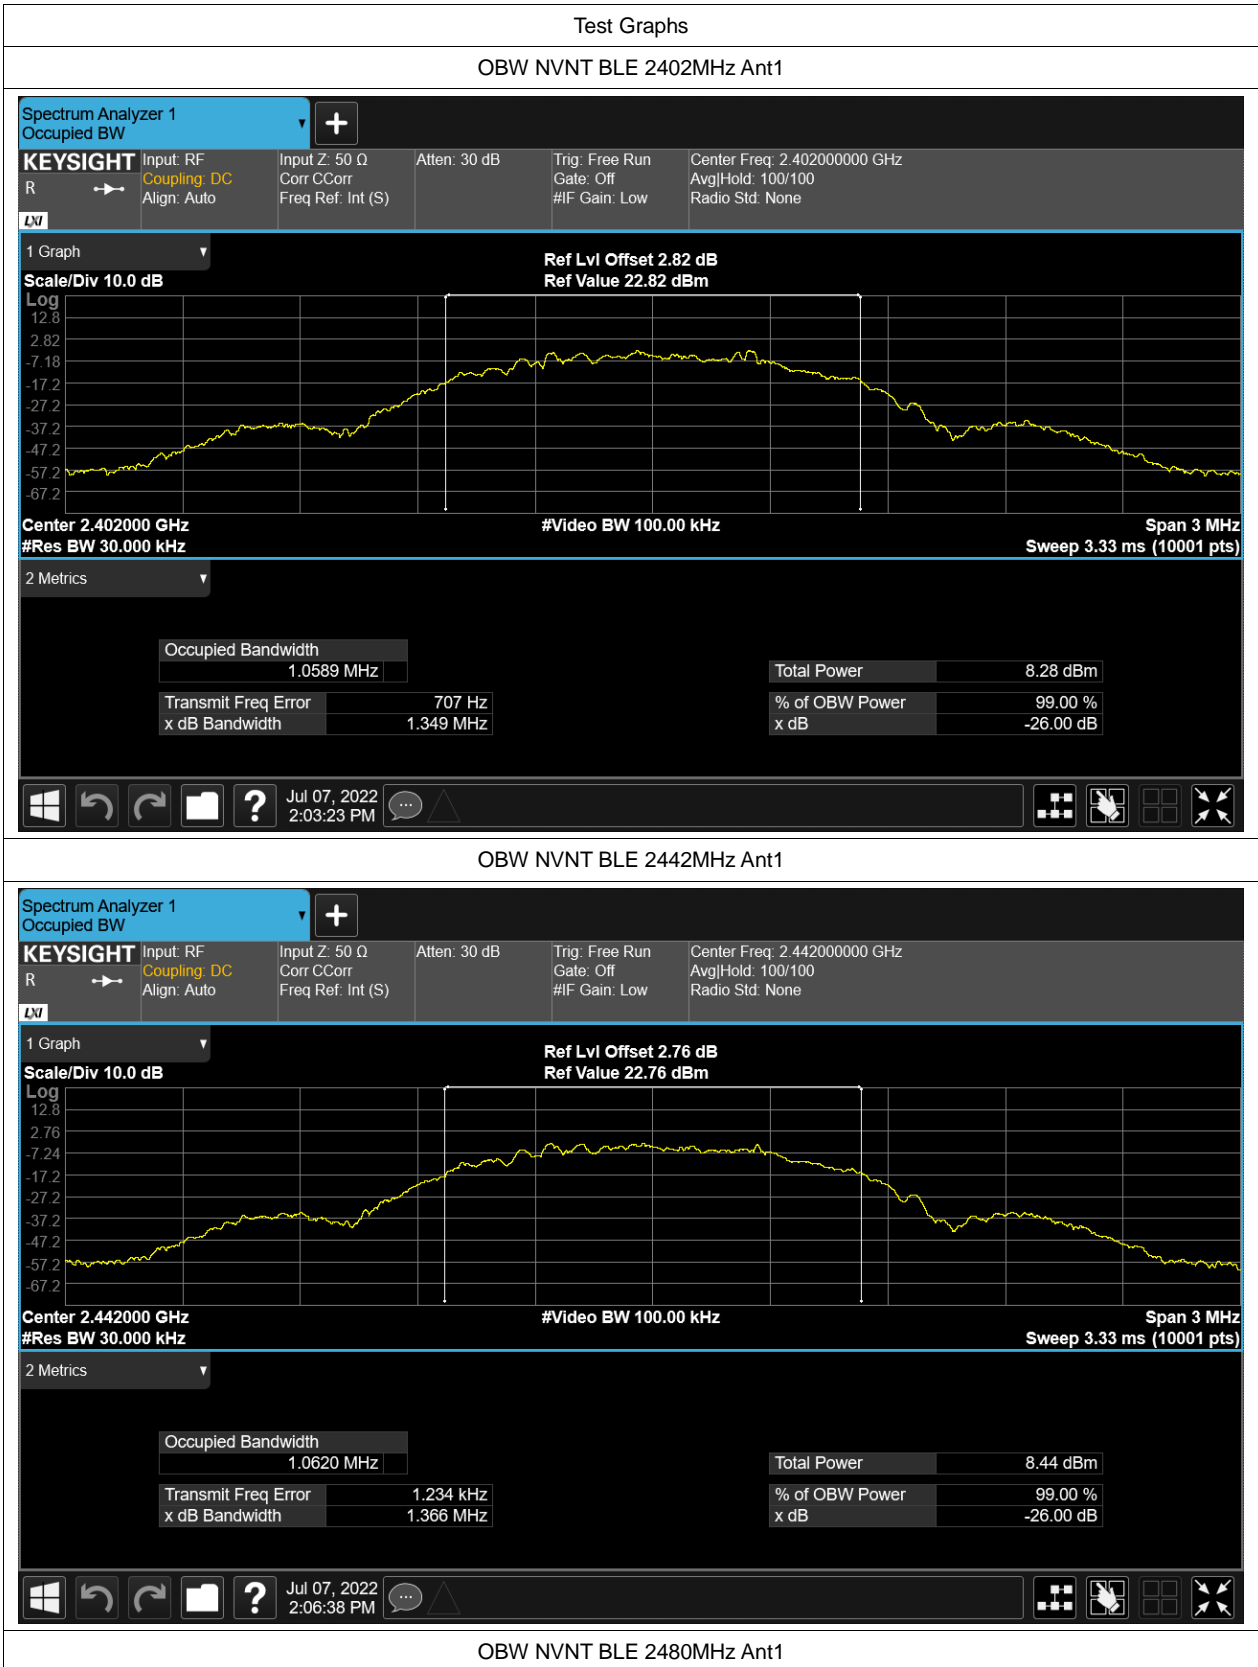 Test Graphs
OBW NVNT BLE 2402MHz Ant1
Spectrum Analyzer 1
Occupied BW
KEYSIGHT
R
LXI
Input: RF
Coupling: DC
Align: Auto
Input Z: 50 Ω
Corr CCorr
Freq Ref: Int (S)
Atten: 30 dB
Trig: Free Run
Gate: Off
#IF Gain: Low
Center Freq: 2.402000000 GHz
Avg|Hold: 100/100
Radio Std: None
1 Graph
Scale/Div 10.0 dB
Ref Lvl Offset 2.82 dB
Ref Value 22.82 dBm
Log
12.8
2.82
-7.18
-17.2
-27.2
-37.2
-47.2
-57.2
-67.2
Center 2.402000 GHz
#Res BW 30.000 kHz
#Video BW 100.00 kHz
Span 3 MHz
Sweep 3.33 ms (10001 pts)
2 Metrics
Occupied Bandwidth
1.0589 MHz
Transmit Freq Error 707 Hz
x dB Bandwidth 1.349 MHz
Total Power 8.28 dBm
% of OBW Power 99.00 %
x dB -26.00 dB
?
Jul 07, 2022
2:03:23 PM
OBW NVNT BLE 2442MHz Ant1
Spectrum Analyzer 1
Occupied BW
KEYSIGHT
R
LXI
Input: RF
Coupling: DC
Align: Auto
Input Z: 50 Ω
Corr CCorr
Freq Ref: Int (S)
Atten: 30 dB
Trig: Free Run
Gate: Off
#IF Gain: Low
Center Freq: 2.442000000 GHz
Avg|Hold: 100/100
Radio Std: None
1 Graph
Scale/Div 10.0 dB
Ref Lvl Offset 2.76 dB
Ref Value 22.76 dBm
Log
12.8
2.76
-7.24
-17.2
-27.2
-37.2
-47.2
-57.2
-67.2
Center 2.442000 GHz
#Res BW 30.000 kHz
#Video BW 100.00 kHz
Span 3 MHz
Sweep 3.33 ms (10001 pts)
2 Metrics
Occupied Bandwidth
1.0620 MHz
Transmit Freq Error 1.234 kHz
x dB Bandwidth 1.366 MHz
Total Power 8.44 dBm
% of OBW Power 99.00 %
x dB -26.00 dB
?
Jul 07, 2022
2:06:38 PM
OBW NVNT BLE 2480MHz Ant1